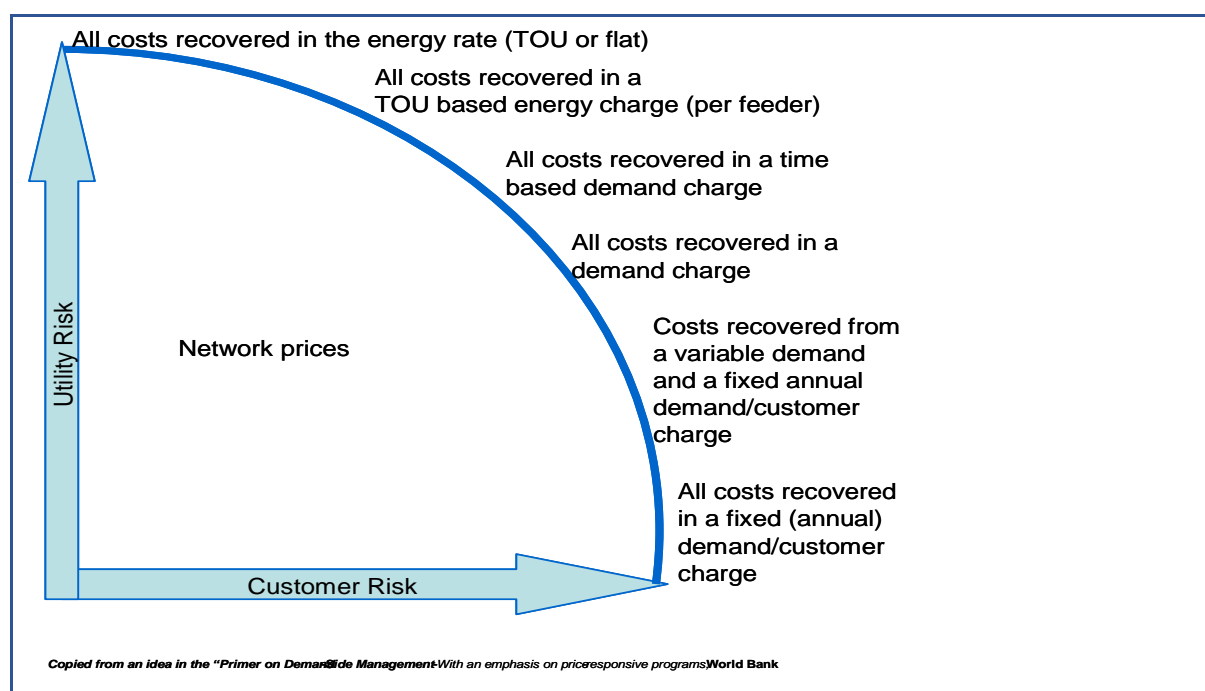 All costs recovered in the energy rate (TOU or flat)
All costs recovered in a
TOU based energy charge (per feeder)
All costs recovered in a time
based demand charge
All costs recovered in a
demand charge
Costs recovered from
a variable demand
and a fixed annual
demand/customer
charge
All costs recovered
in a fixed (annual)
demand/customer
charge
Utility Risk
Network prices
Customer Risk
Copied from an idea in the “Primer on Demand-Side Management-With an emphasis on price-responsive programs, World Bank